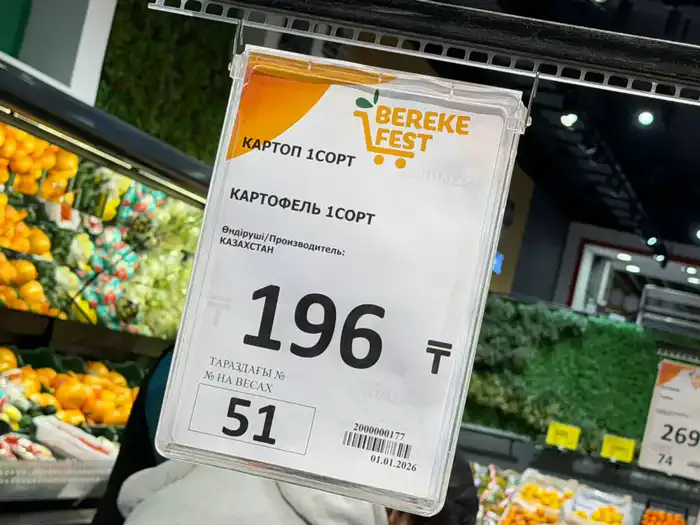 BEREKE
FEST
КАРТОП 1СОРТ
КАРТОФЕЛЬ 1СОРТ
Өндіруші/Производитель:
КАЗАХСТАН
196 ₸
ТАРАЗДАҒЫ №
№ НА ВЕСАХ
51
2000000177
01.01.2026
269
74